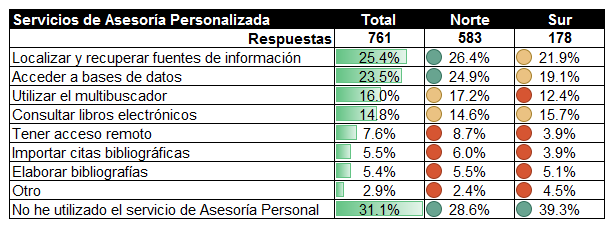 Servicios de Asesoría Personalizada Total Norte Sur
Respuestas 761 583 178
Localizar y recuperar fuentes de información 25.4% 26.4% 21.9%
Acceder a bases de datos 23.5% 24.9% 19.1%
Utilizar el multibuscador 16.0% 17.2% 12.4%
Consultar libros electrónicos 14.8% 14.6% 15.7%
Tener acceso remoto 7.6% 8.7% 3.9%
Importar citas bibliográficas 5.5% 6.0% 3.9%
Elaborar bibliografías 5.4% 5.5% 5.1%
Otro 2.9% 2.4% 4.5%
No he utilizado el servicio de Asesoría Personal 31.1% 28.6% 39.3%